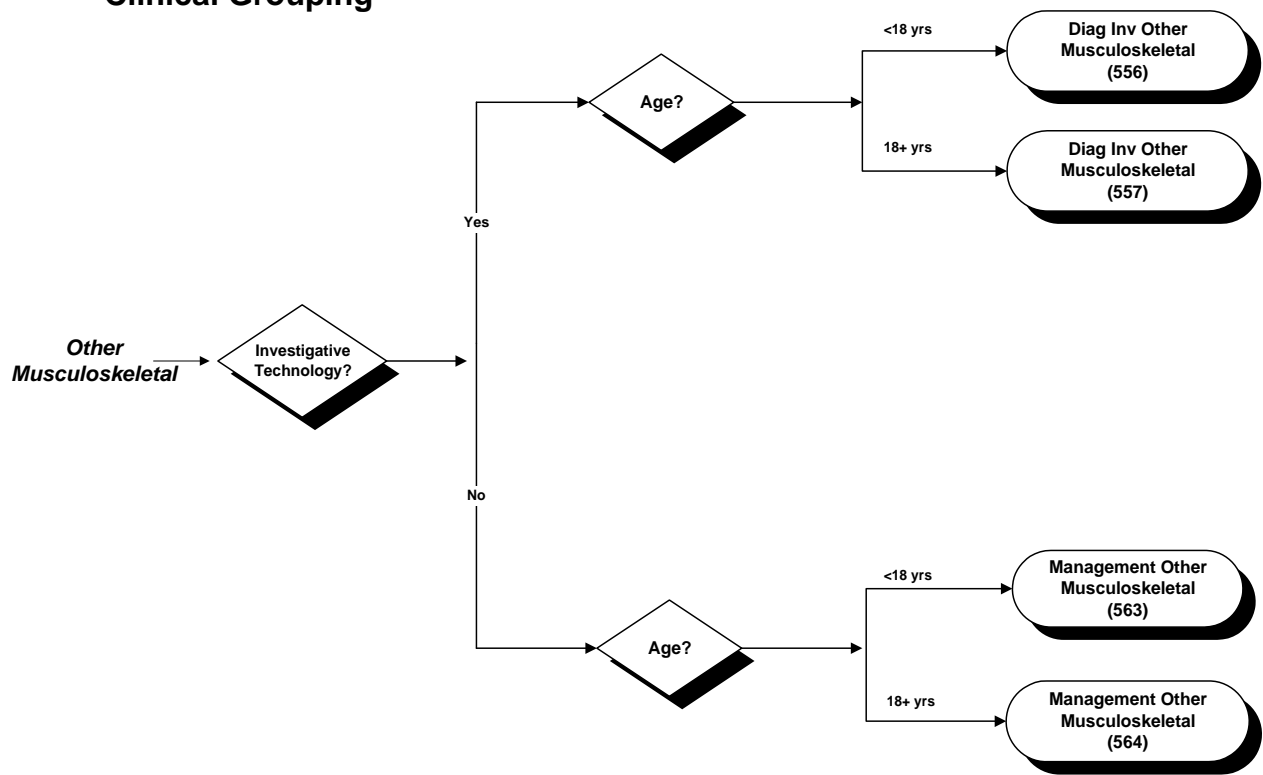 Clinical Grouping
<18 yrs
Diag Inv Other
Musculoskeletal
(556)
Age?
18+ yrs
Diag Inv Other
Musculoskeletal
(557)
Yes
Other
Musculoskeletal
Investigative
Technology?
No
<18 yrs
Management Other
Musculoskeletal
(563)
Age?
18+ yrs
Management Other
Musculoskeletal
(564)